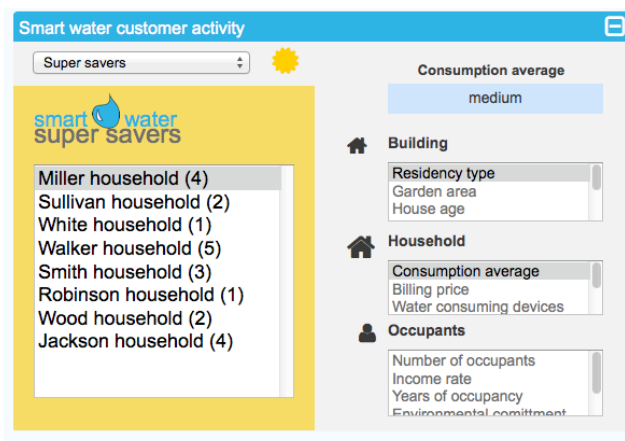 Smart water customer activity
Super savers
smart water
super savers
Miller household (4)
Sullivan household (2)
White household (1)
Walker household (5)
Smith household (3)
Robinson household (1)
Wood household (2)
Jackson household (4)
Consumption average
medium
Building
Residency type
Garden area
House age
Household
Consumption average
Billing price
Water consuming devices
Occupants
Number of occupants
Income rate
Years of occupancy
Environmental comittment